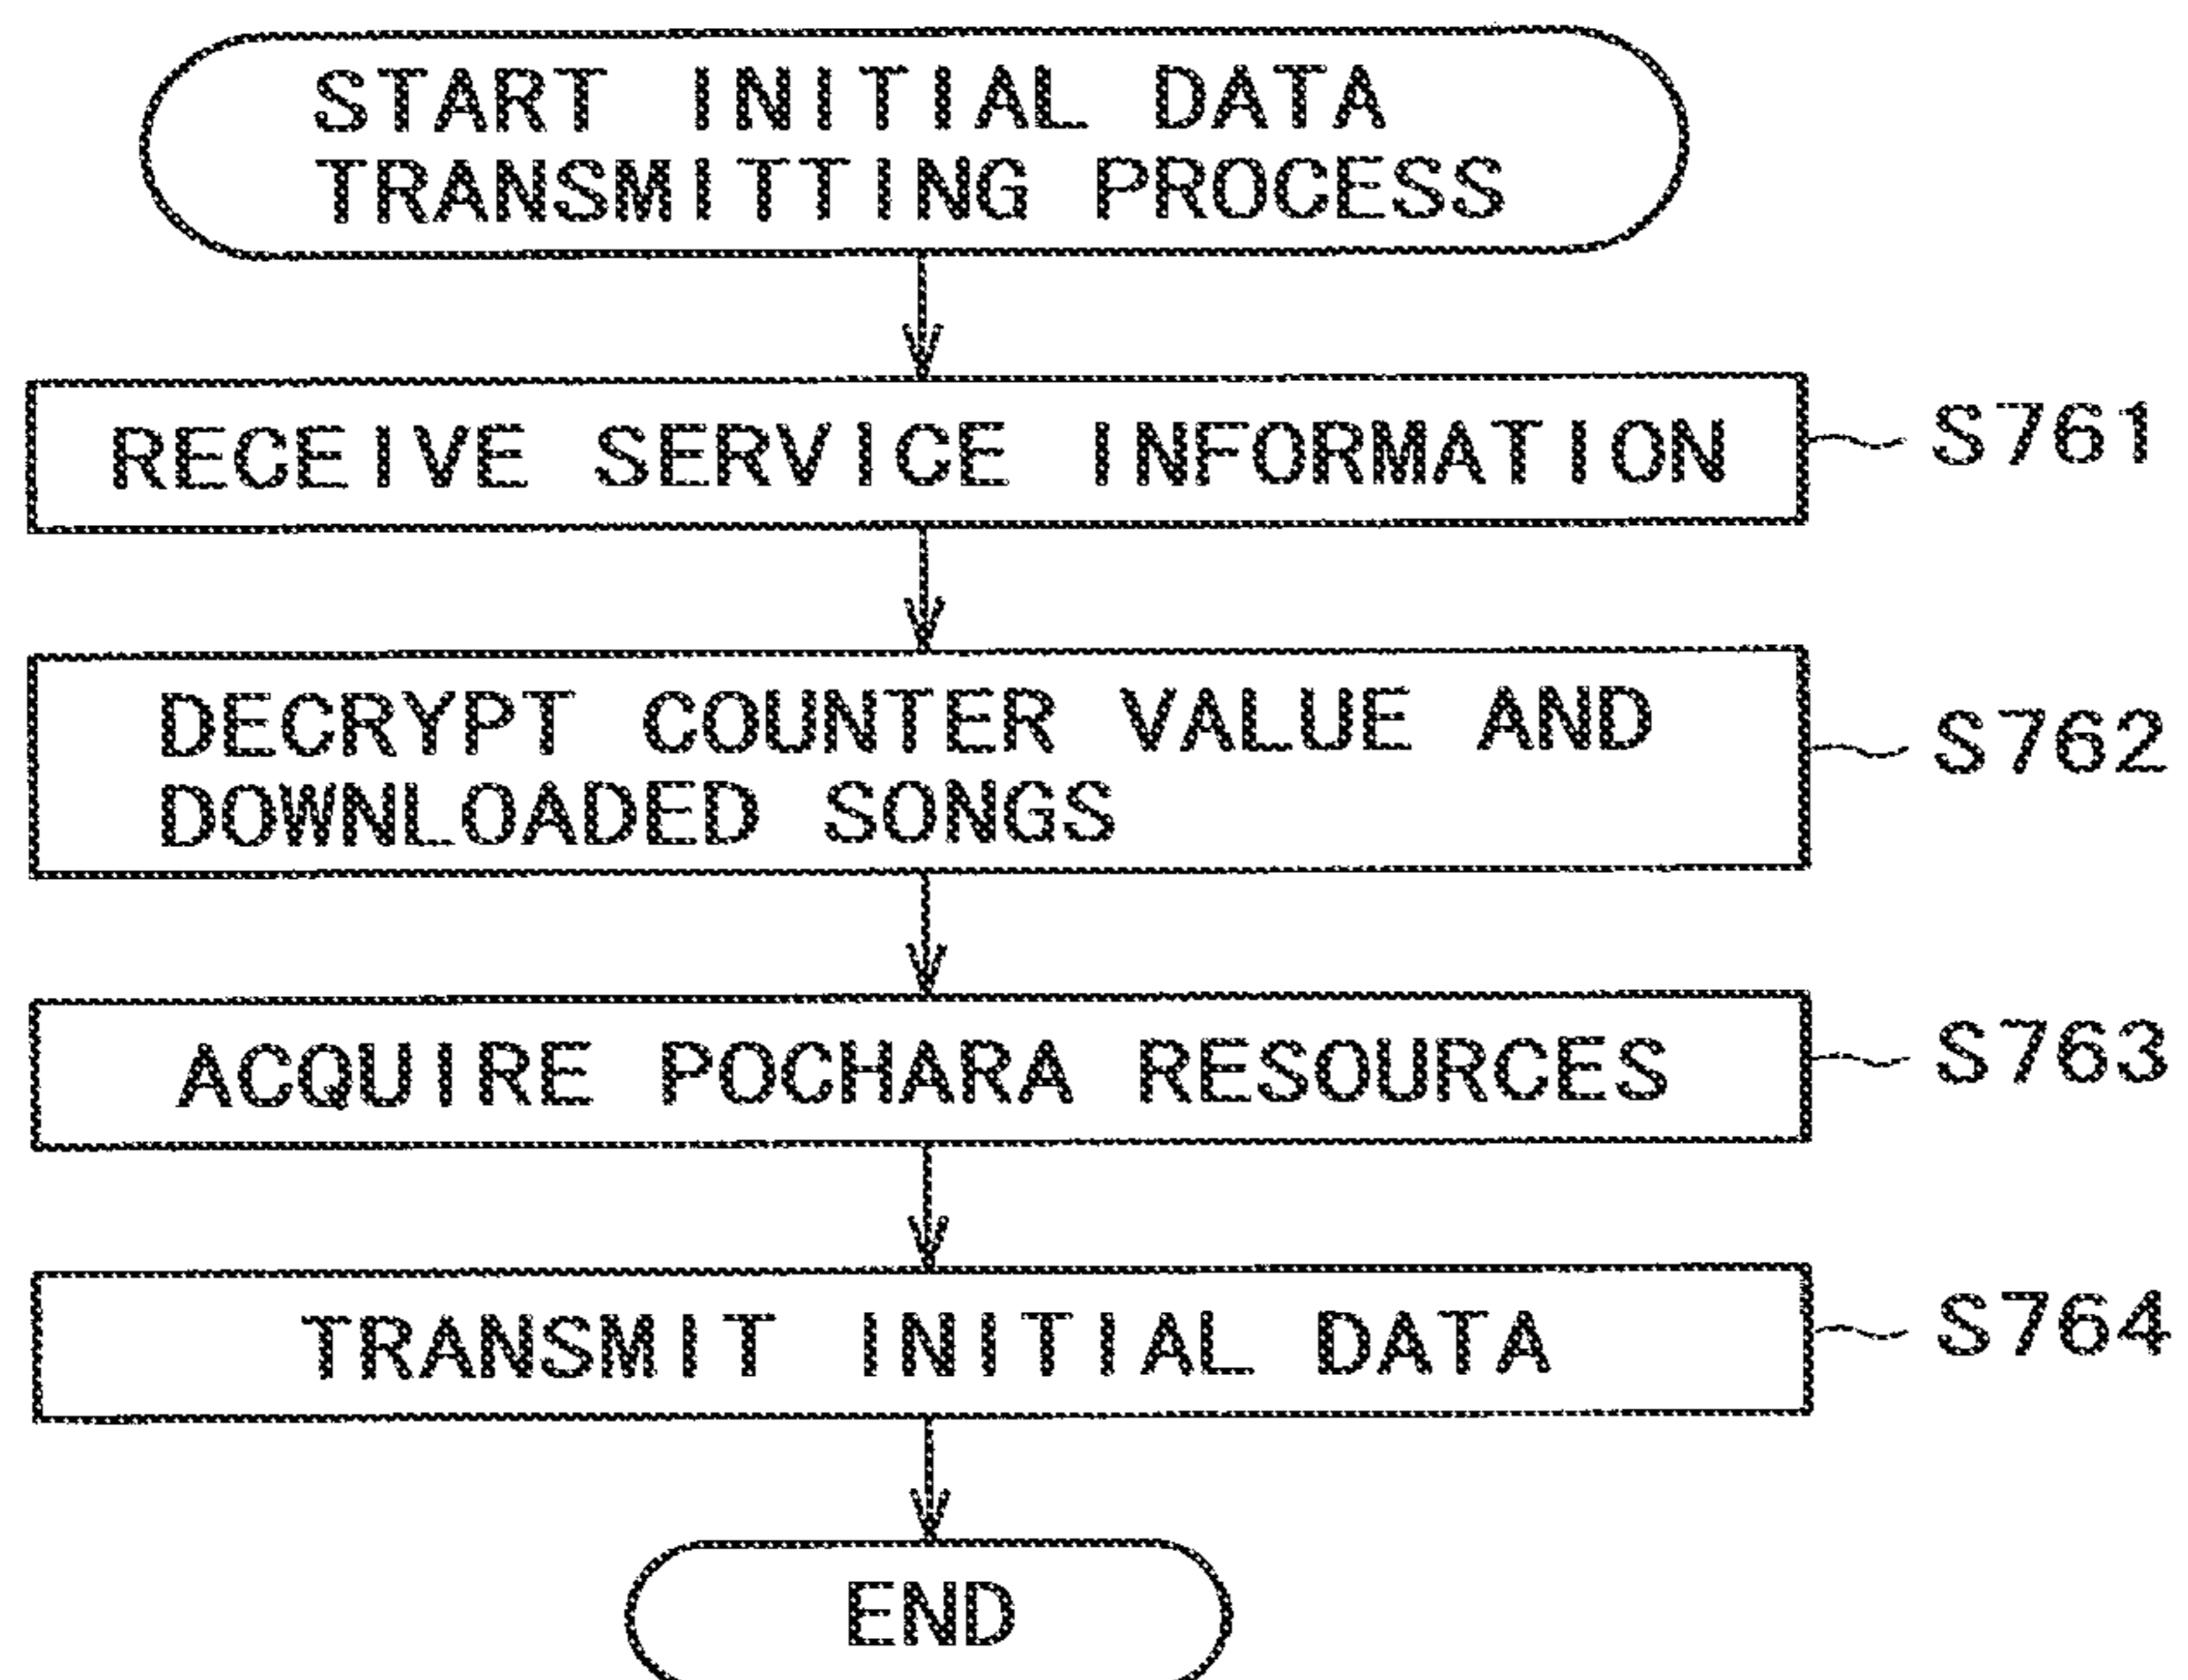 START INITIAL DATA
TRANSMITTING PROCESS
RECEIVE SERVICE INFORMATION
S761
DECRYPT COUNTER VALUE AND
DOWNLOADED SONGS
S762
ACQUIRE POCHARA RESOURCES
S763
TRANSMIT INITIAL DATA
S764
END